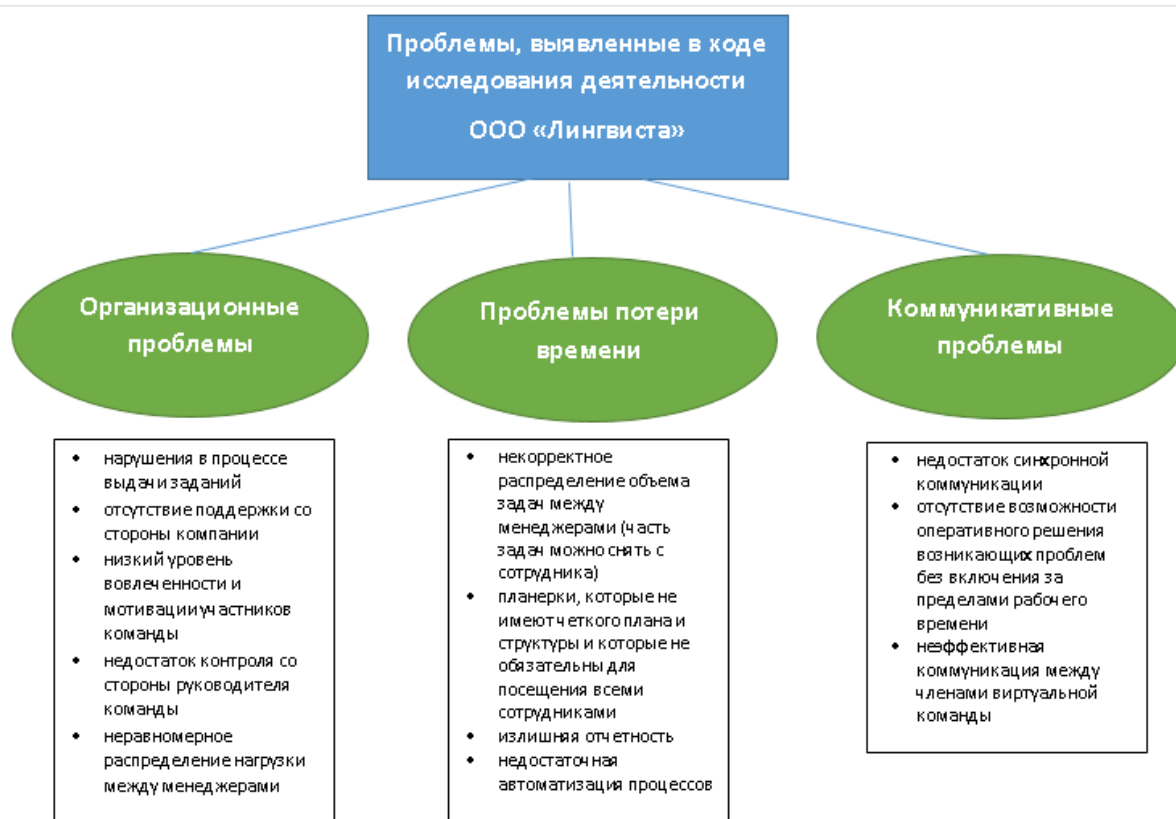 Проблемы, выявленные в ходе
исследования деятельности
ООО «Лингвиста»
Организационные
проблемы
Проблемы потери
времени
Коммуникативные
проблемы
• нарушения в процессе
выдачи заданий
• отсутствие поддержки со
стороны компании
• низкий уровень
вовлеченности и
мотивации участников
команды
• недостаток контроля со
стороны руководителя
команды
• неравномерное
распределение нагрузки
между менеджерами
• некорректное
распределение объема
задач между
менеджерами (часть
задач можно снять с
сотрудника)
• планерки, которые не
имеют четкого плана и
структуры и которые не
обязательны для
посещения всеми
сотрудниками
• излишняя отчетность
• недостаточная
автоматизация процессов
• недостаток синхронной
коммуникации
• отсутствие возможности
оперативного решения
возникающих проблем
без включения за
пределами рабочего
времени
• неэффективная
коммуникация между
членами виртуальной
команды